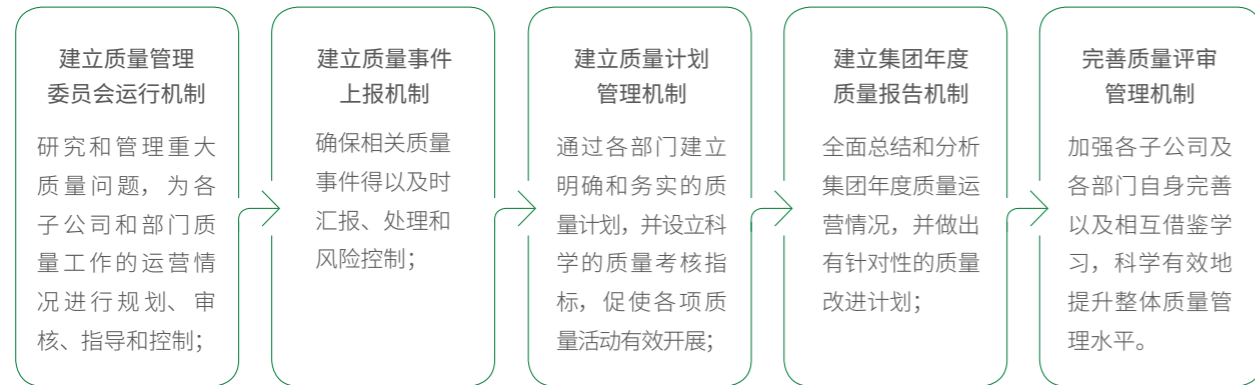 建立质量管理
委员会运行机制
研究和管理重大
质量问题，为各
子公司和部门质
量工作的运营情
况进行规划、审
核、指导和控制；
建立质量事件
上报机制
确保相关质量
事件得以及时
汇报、处理和
风险控制；
建立质量计划
管理机制
通过各部门建立
明确和务实的质
量计划，并设立科
学的质量考核指
标，促使各项质
量活动有效开展；
建立集团年度
质量报告机制
全面总结和分析
集团年度质量运
营情况，并做出
有针对性的质量
改进计划；
完善质量评审
管理机制
加强各子公司及
各部门自身完善
以及相互借鉴学
习，科学有效地
提升整体质量管
理水平。